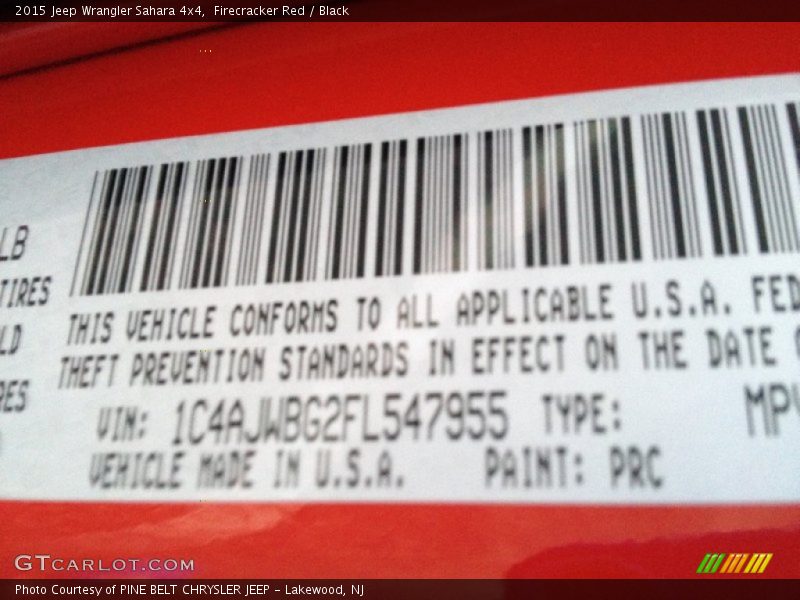 2015 Jeep Wrangler Sahara 4x4,  Firecracker Red / Black
LB
TIRES
LD
RES
THIS VEHICLE CONFORMS TO ALL APPLICABLE U.S.A. FED
THEFT PREVENTION STANDARDS IN EFFECT ON THE DATE
VIN: 1C4AJWBG2FL547955 TYPE: MPV
VEHICLE MADE IN U.S.A. PAINT: PRC
GTCARLOT.COM
Photo Courtesy of PINE BELT CHRYSLER JEEP – Lakewood, NJ